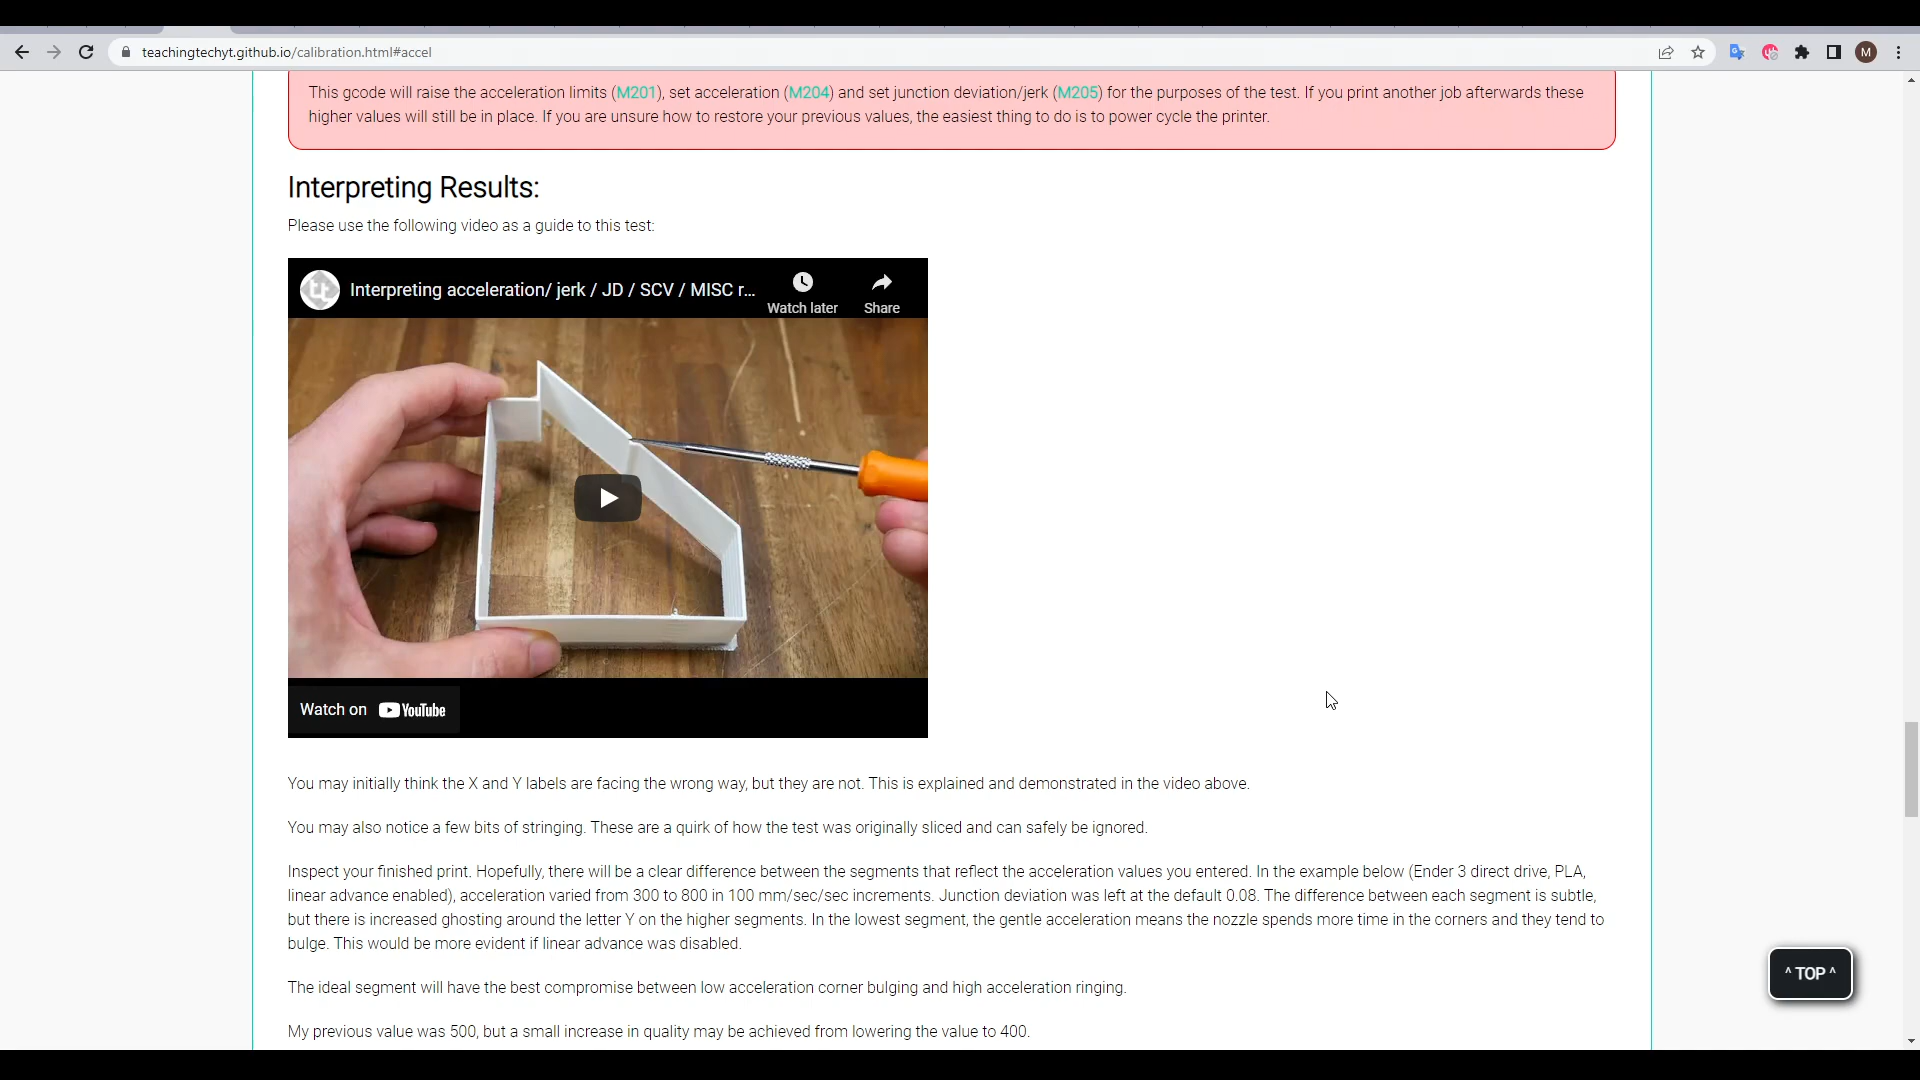 teachingtechyt.github.io/calibration.html#accel
M
This gcode will raise the acceleration limits (M201), set acceleration (M204) and set junction deviation/jerk (M205) for the purposes of the test. If you print another job afterwards these
higher values will still be in place. If you are unsure how to restore your previous values, the easiest thing to do is to power cycle the printer.
Interpreting Results:
Please use the following video as a guide to this test:
Interpreting acceleration/ jerk / JD / SCV / MISC r...
Watch later
Share
Watch on YouTube
You may initially think the X and Y labels are facing the wrong way, but they are not. This is explained and demonstrated in the video above.
You may also notice a few bits of stringing. These are a quirk of how the test was originally sliced and can safely be ignored.
Inspect your finished print. Hopefully, there will be a clear difference between the segments that reflect the acceleration values you entered. In the example below (Ender 3 direct drive, PLA,
linear advance enabled), acceleration varied from 300 to 800 in 100 mm/sec/sec increments. Junction deviation was left at the default 0.08. The difference between each segment is subtle,
but there is increased ghosting around the letter Y on the higher segments. In the lowest segment, the gentle acceleration means the nozzle spends more time in the corners and they tend to
bulge. This would be more evident if linear advance was disabled.
^ TOP ^
The ideal segment will have the best compromise between low acceleration corner bulging and high acceleration ringing.
My previous value was 500, but a small increase in quality may be achieved from lowering the value to 400.